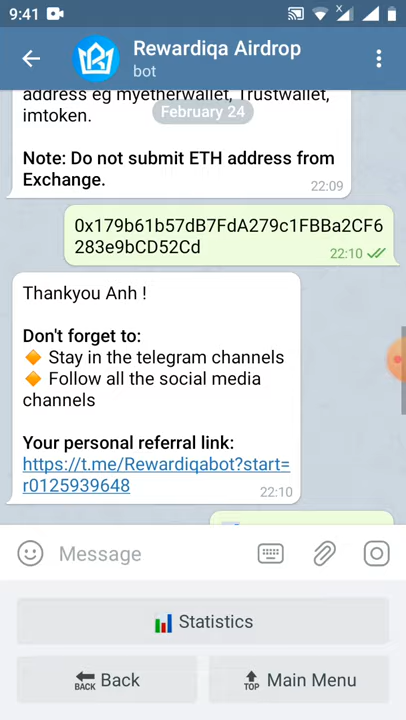 9:41
Rewardiqa Airdrop
bot
address eg myetherwallet, Trustwallet,
imtoken.
February 24
Note: Do not submit ETH address from
Exchange.
22:09
0x179b61b57dB7FdA279c1FBBa2CF6
283e9bCD52Cd
22:10
Thankyou Anh !
Don't forget to:
Stay in the telegram channels
Follow all the social media
channels
Your personal referral link:
https://t.me/Rewardiqabot?start=
r0125939648
22:10
Message
Statistics
BACK Back
TOP Main Menu